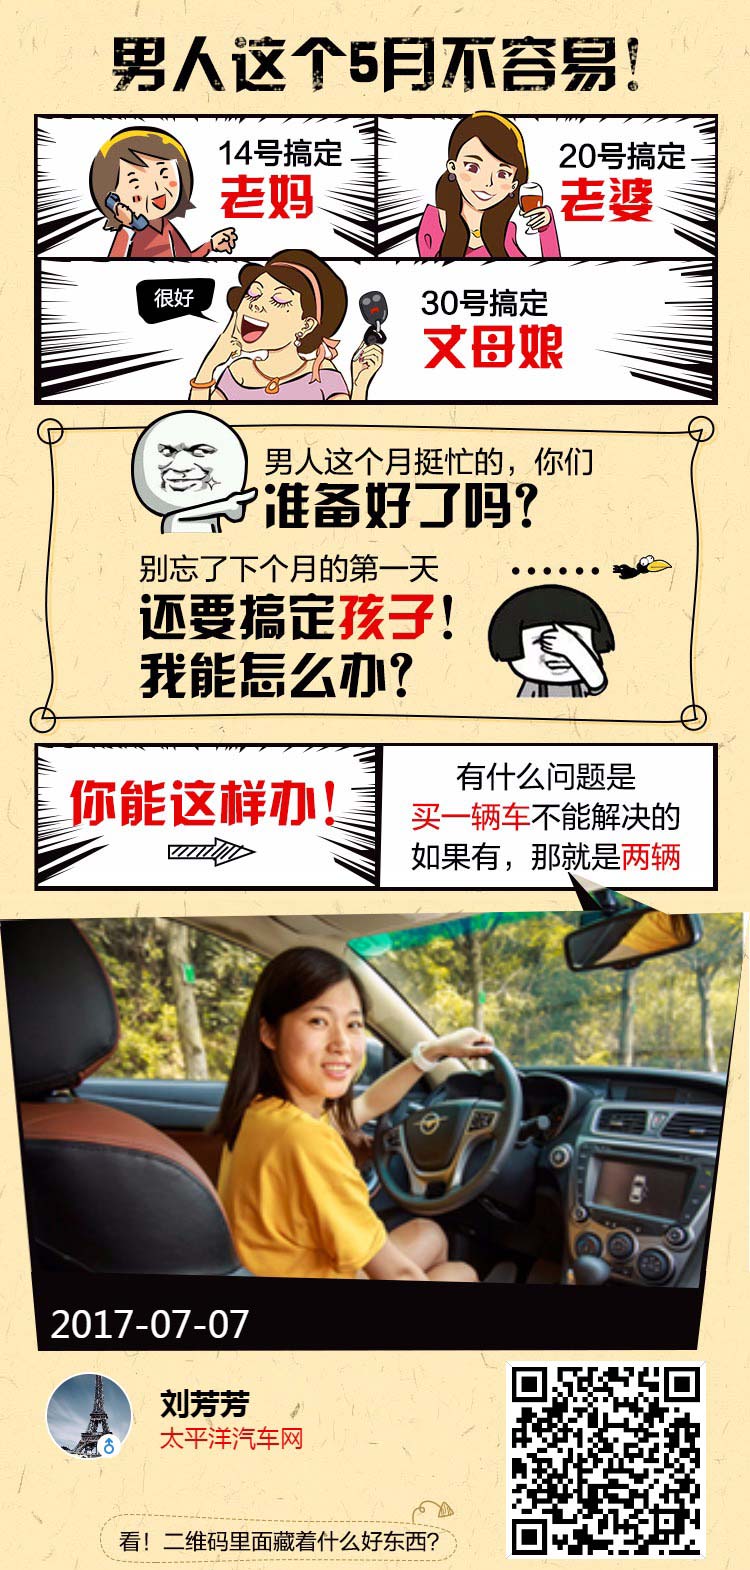 男人这个5月不容易！
14号搞定
老妈
20号搞定
老婆
很好
30号搞定
丈母娘
男人这个月挺忙的，你们
准备好了吗？
别忘了下个月的第一天
还要搞定孩子！
我能怎么办？
你能这样办！
有什么问题是
买一辆车不能解决的
如果有，那就是两辆
2017-07-07
刘芳芳
太平洋汽车网
看！二维码里面藏着什么好东西？